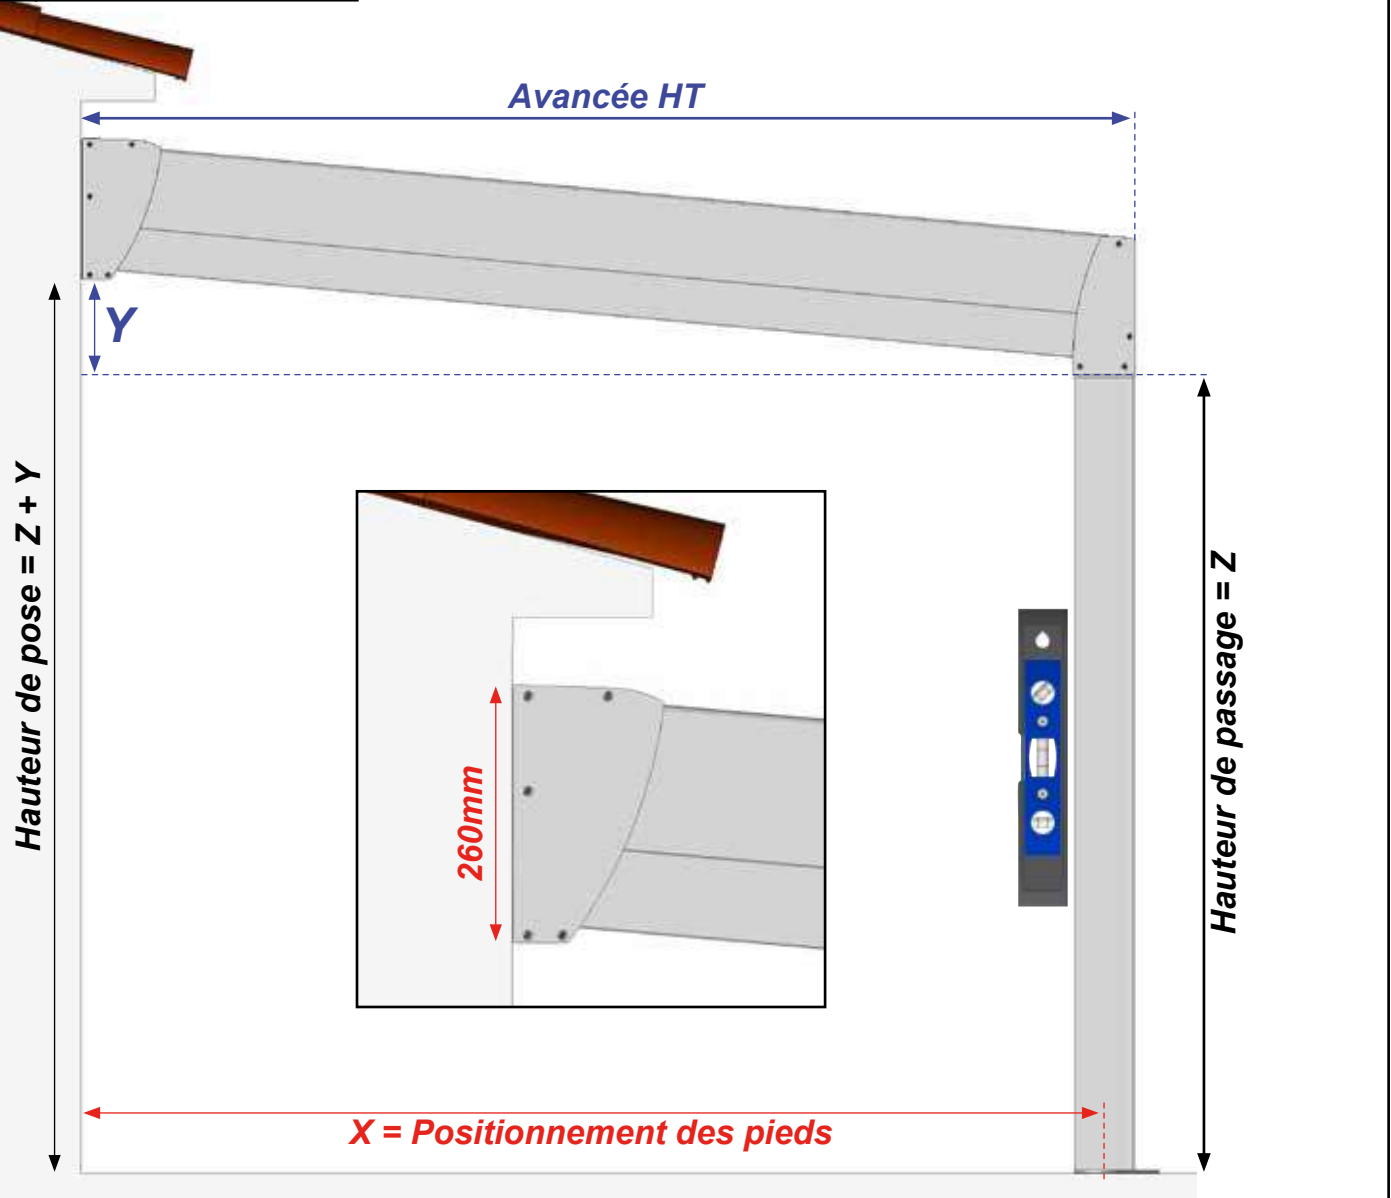 Avancée HT
Y
Hauteur de pose = Z + Y
260mm
Hauteur de passage = Z
X = Positionnement des pieds